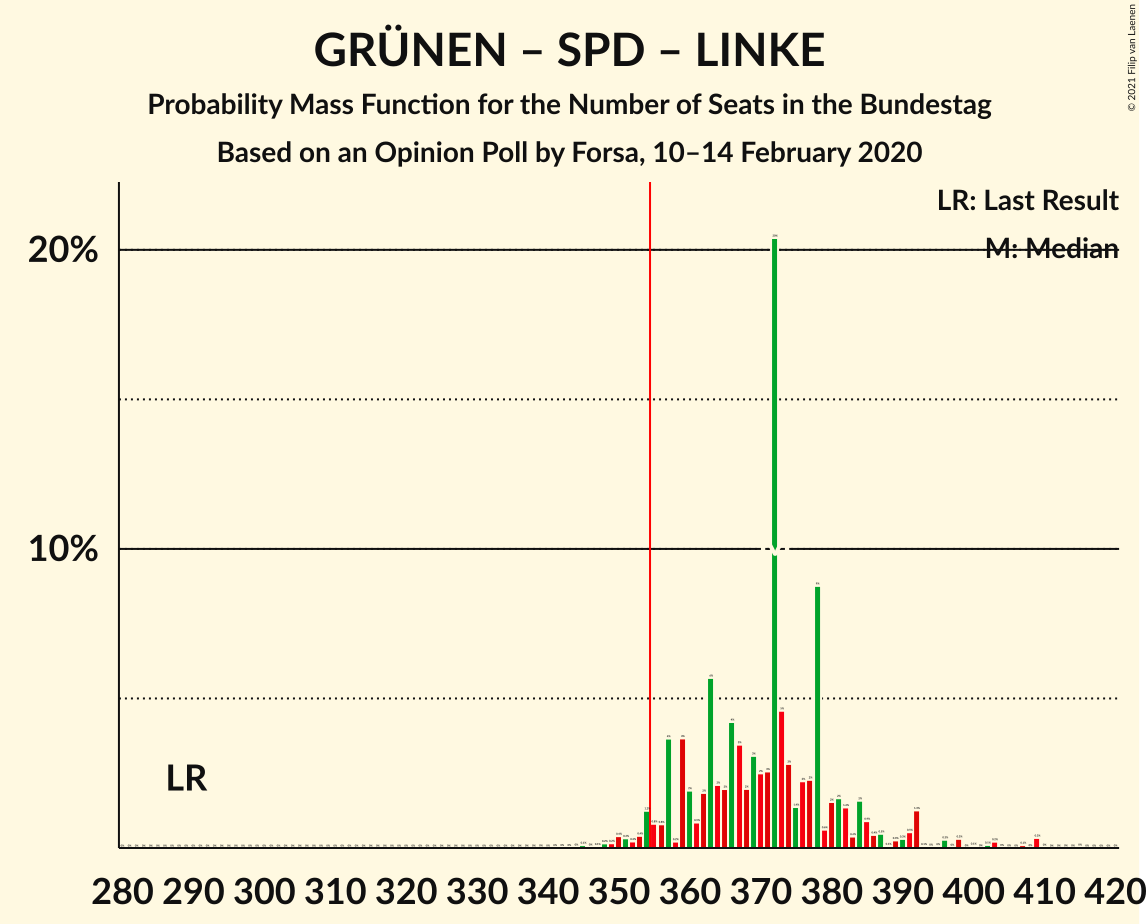 GRÜNEN – SPD – LINKE
Probability Mass Function for the Number of Seats in the Bundestag
Based on an Opinion Poll by Forsa, 10–14 February 2020
© 2021 Filip van Laenen
LR: Last Result
M: Median
20%
10%
LR
280 290 300 310 320 330 340 350 360 370 380 390 400 410 420